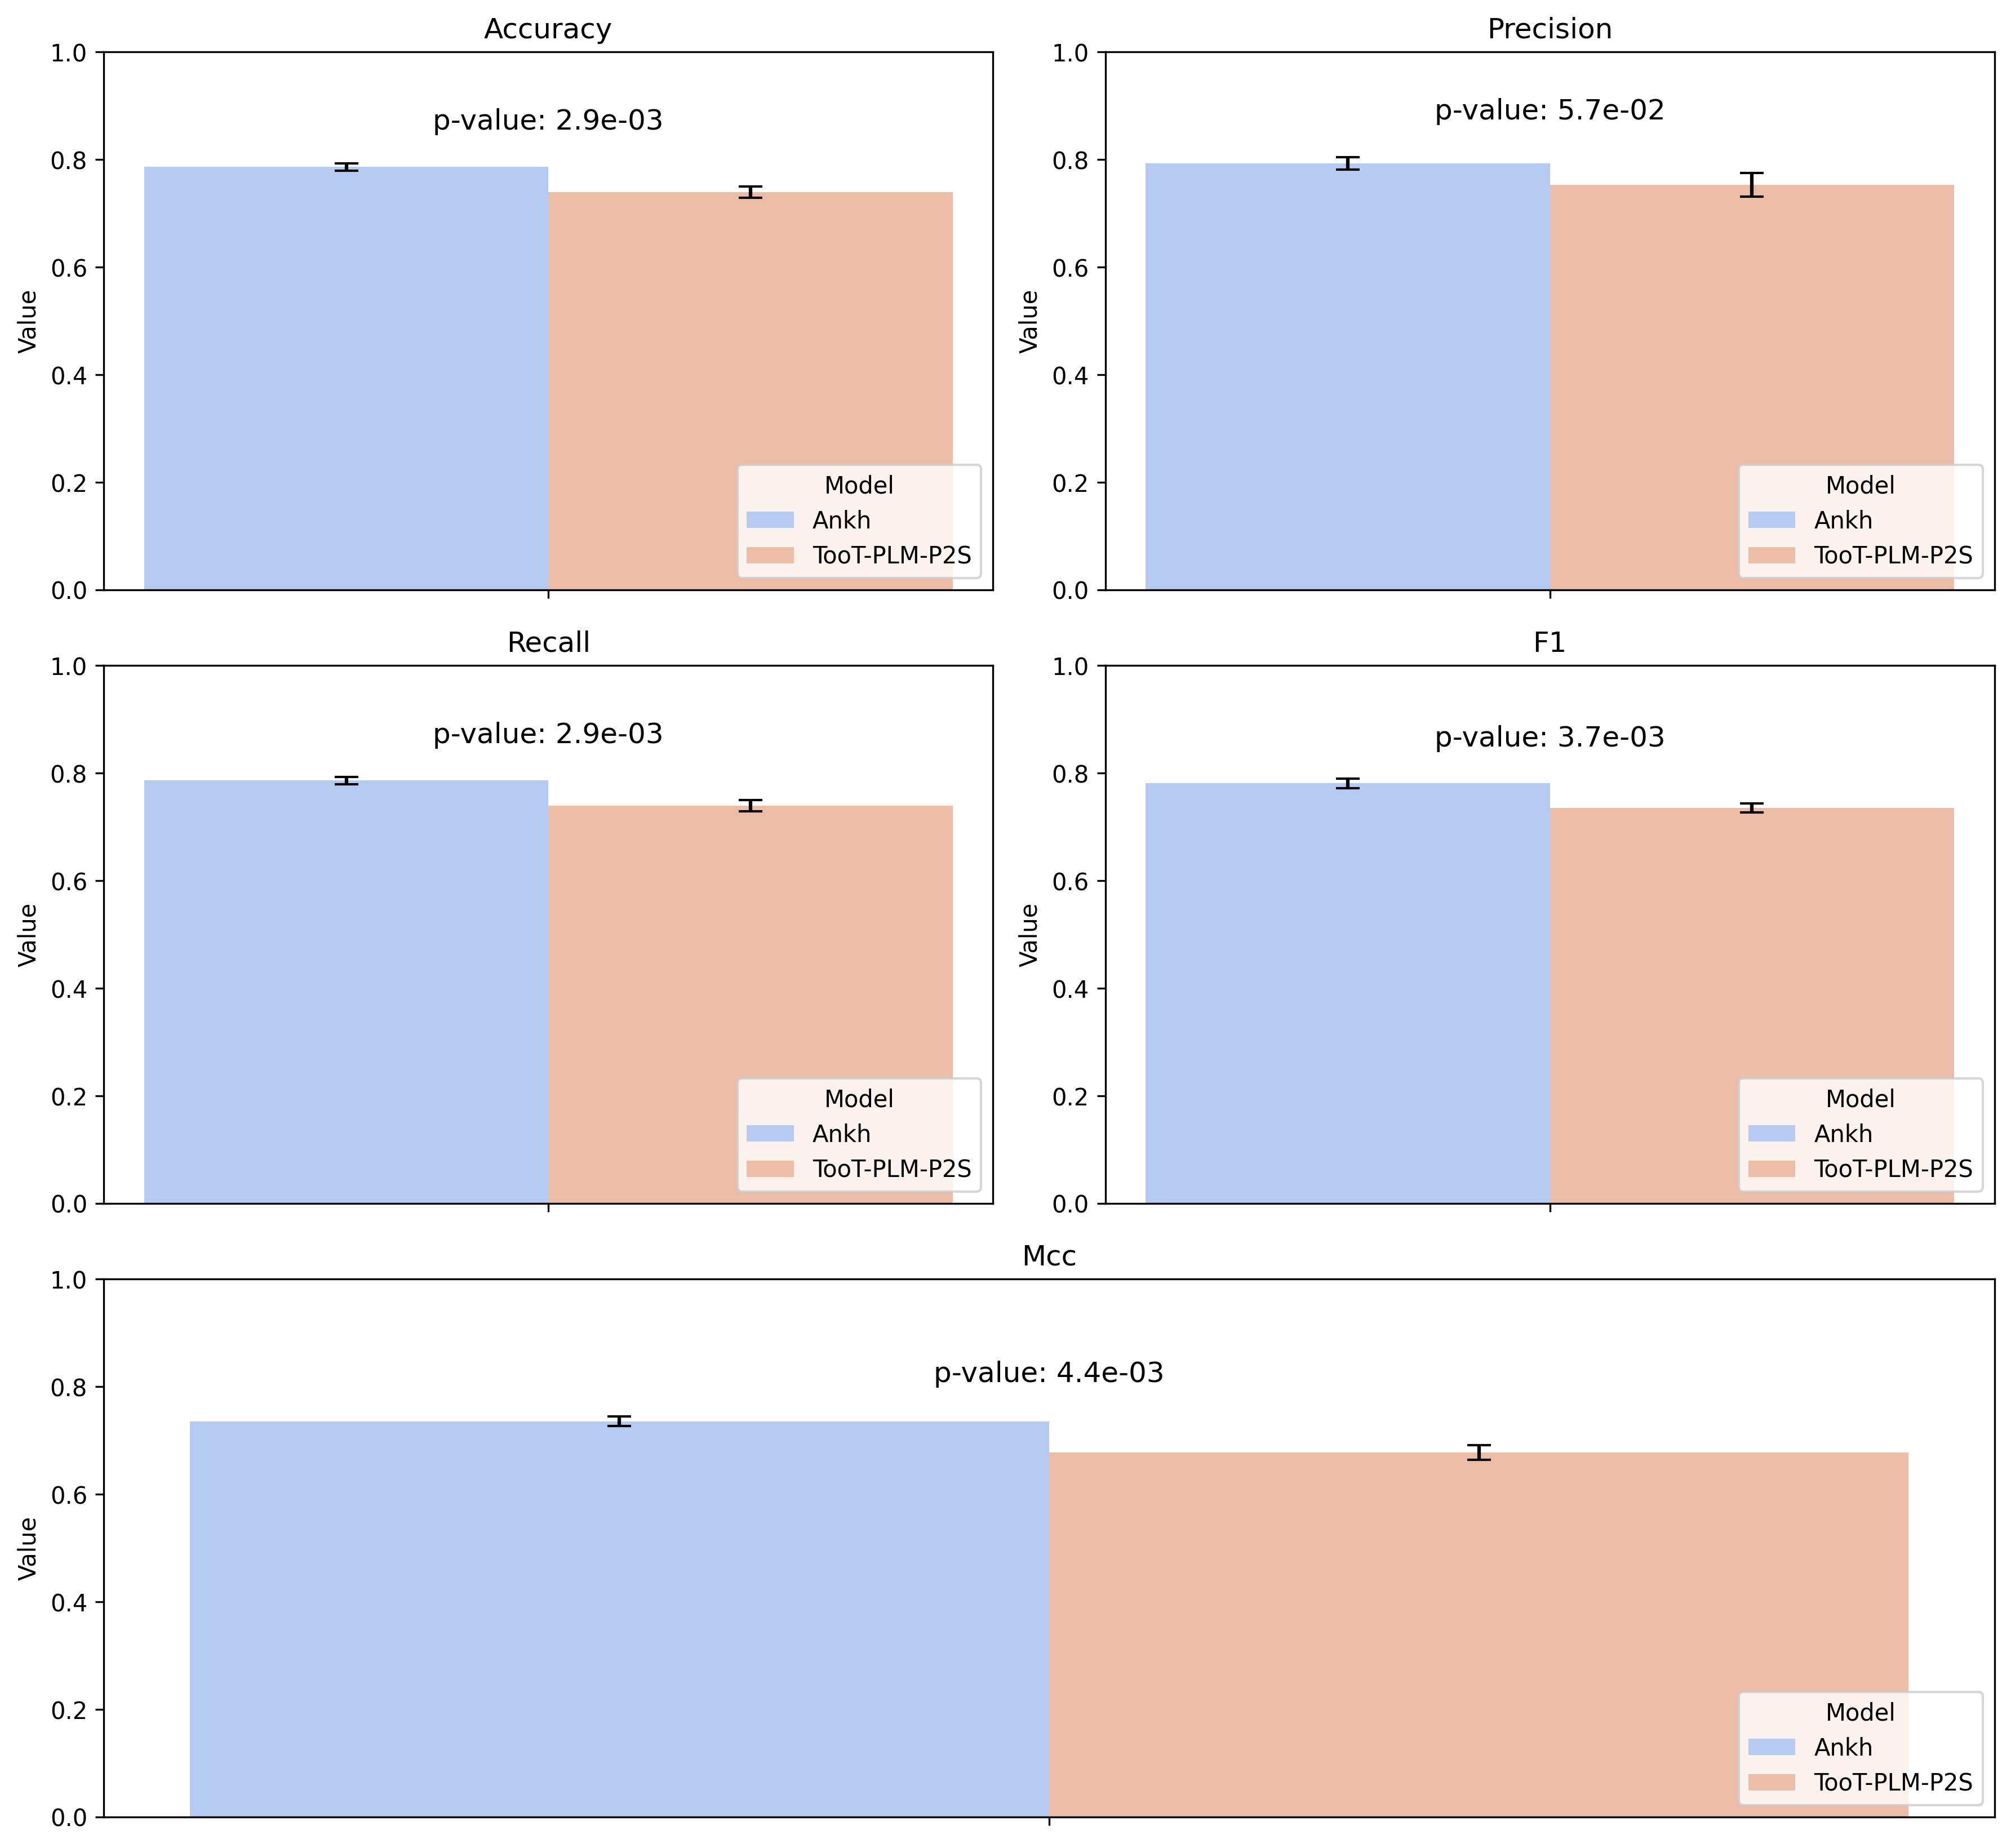 Accuracy
1.0
p-value: 2.9e-03
0.8
0.6
Value
0.4
0.2
Model
Ankh
TooT-PLM-P2S
0.0
Precision
1.0
p-value: 5.7e-02
0.8
0.6
Value
0.4
0.2
Model
Ankh
TooT-PLM-P2S
0.0
Recall
1.0
p-value: 2.9e-03
0.8
0.6
Value
0.4
0.2
Model
Ankh
TooT-PLM-P2S
0.0
F1
1.0
p-value: 3.7e-03
0.8
0.6
Value
0.4
0.2
Model
Ankh
TooT-PLM-P2S
0.0
Mcc
1.0
p-value: 4.4e-03
0.8
0.6
Value
0.4
0.2
Model
Ankh
TooT-PLM-P2S
0.0